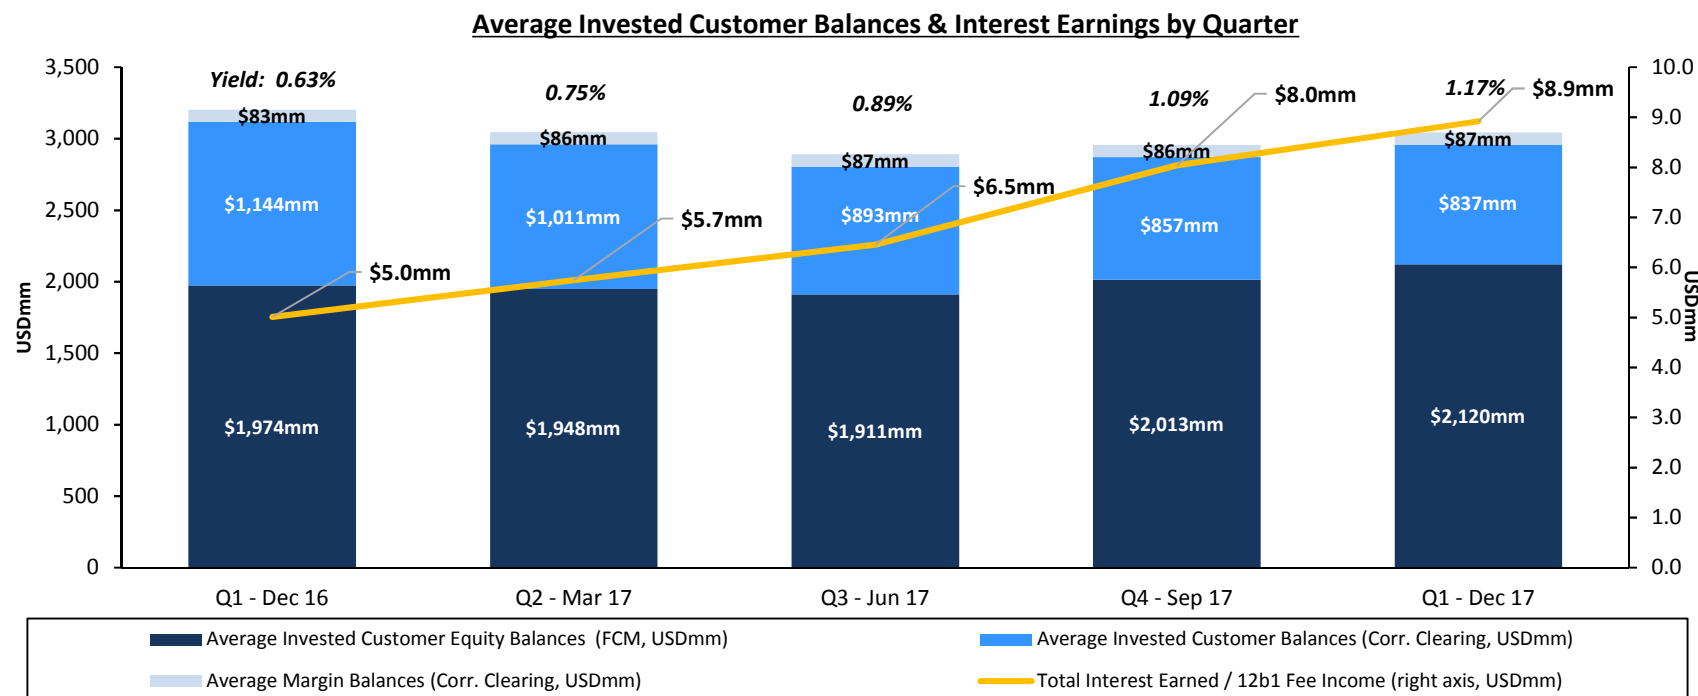 Average Invested Customer Balances & Interest Earnings by Quarter
3,500
3,000
2,500
2,000
1,500
1,000
500
0
USDmm
Yield: 0.63%
0.75%
0.89%
1.09%
1.17%
$83mm
$86mm
$87mm
$86mm
$87mm
$1,144mm
$1,011mm
$893mm
$857mm
$837mm
$1,974mm
$1,948mm
$1,911mm
$2,013mm
$2,120mm
$5.0mm
$5.7mm
$6.5mm
$8.0mm
$8.9mm
10.0
9.0
8.0
7.0
6.0
5.0
4.0
3.0
2.0
1.0
0.0
USDmm
Q1 - Dec 16
Q2 - Mar 17
Q3 - Jun 17
Q4 - Sep 17
Q1 - Dec 17
Average Invested Customer Equity Balances (FCM, USDmm)
Average Invested Customer Balances (Corr. Clearing, USDmm)
Average Margin Balances (Corr. Clearing, USDmm)
Total Interest Earned / 12b1 Fee Income (right axis, USDmm)